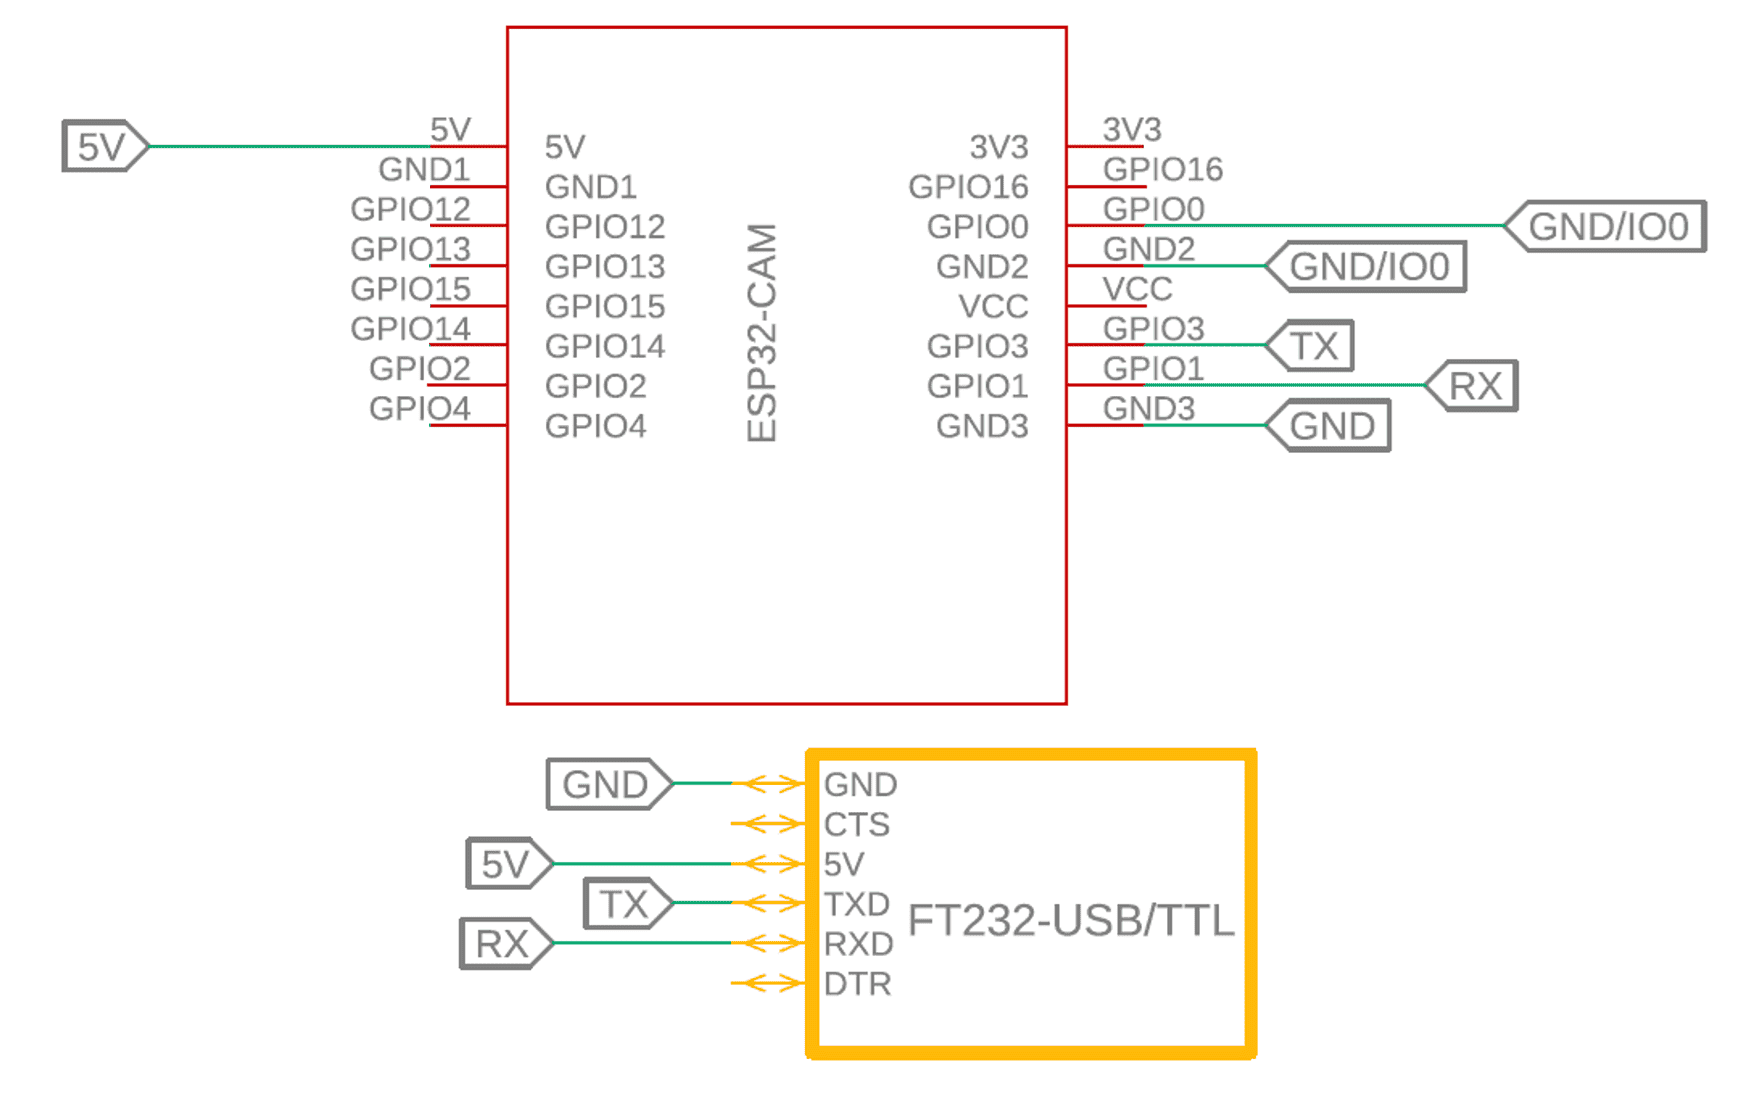 5V
5V
GND1
GPIO12
GPIO13
GPIO15
GPIO14
GPIO2
GPIO4
5V
GND1
GPIO12
GPIO13
GPIO15
GPIO14
GPIO2
GPIO4
ESP32-CAM
3V3
GPIO16
GPIO0
GND2
VCC
GPIO3
GPIO1
GND3
3V3
GPIO16
GPIO0
GND2
VCC
GPIO3
GPIO1
GND3
GND/IO0
GND/IO0
TX
RX
GND
GND
5V
TX
RX
GND
CTS
5V
TXD
RXD
DTR
FT232-USB/TTL